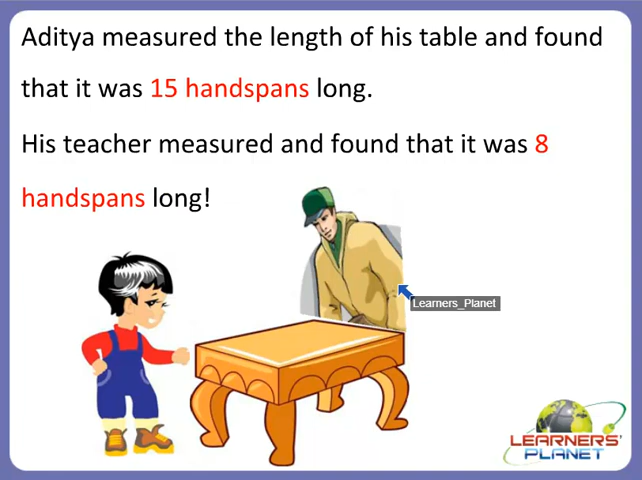 Aditya measured the length of his table and found
that it was 15 handspans long.
His teacher measured and found that it was 8
handspans long!
Learners_Planet
LEARNERS'
PLANET